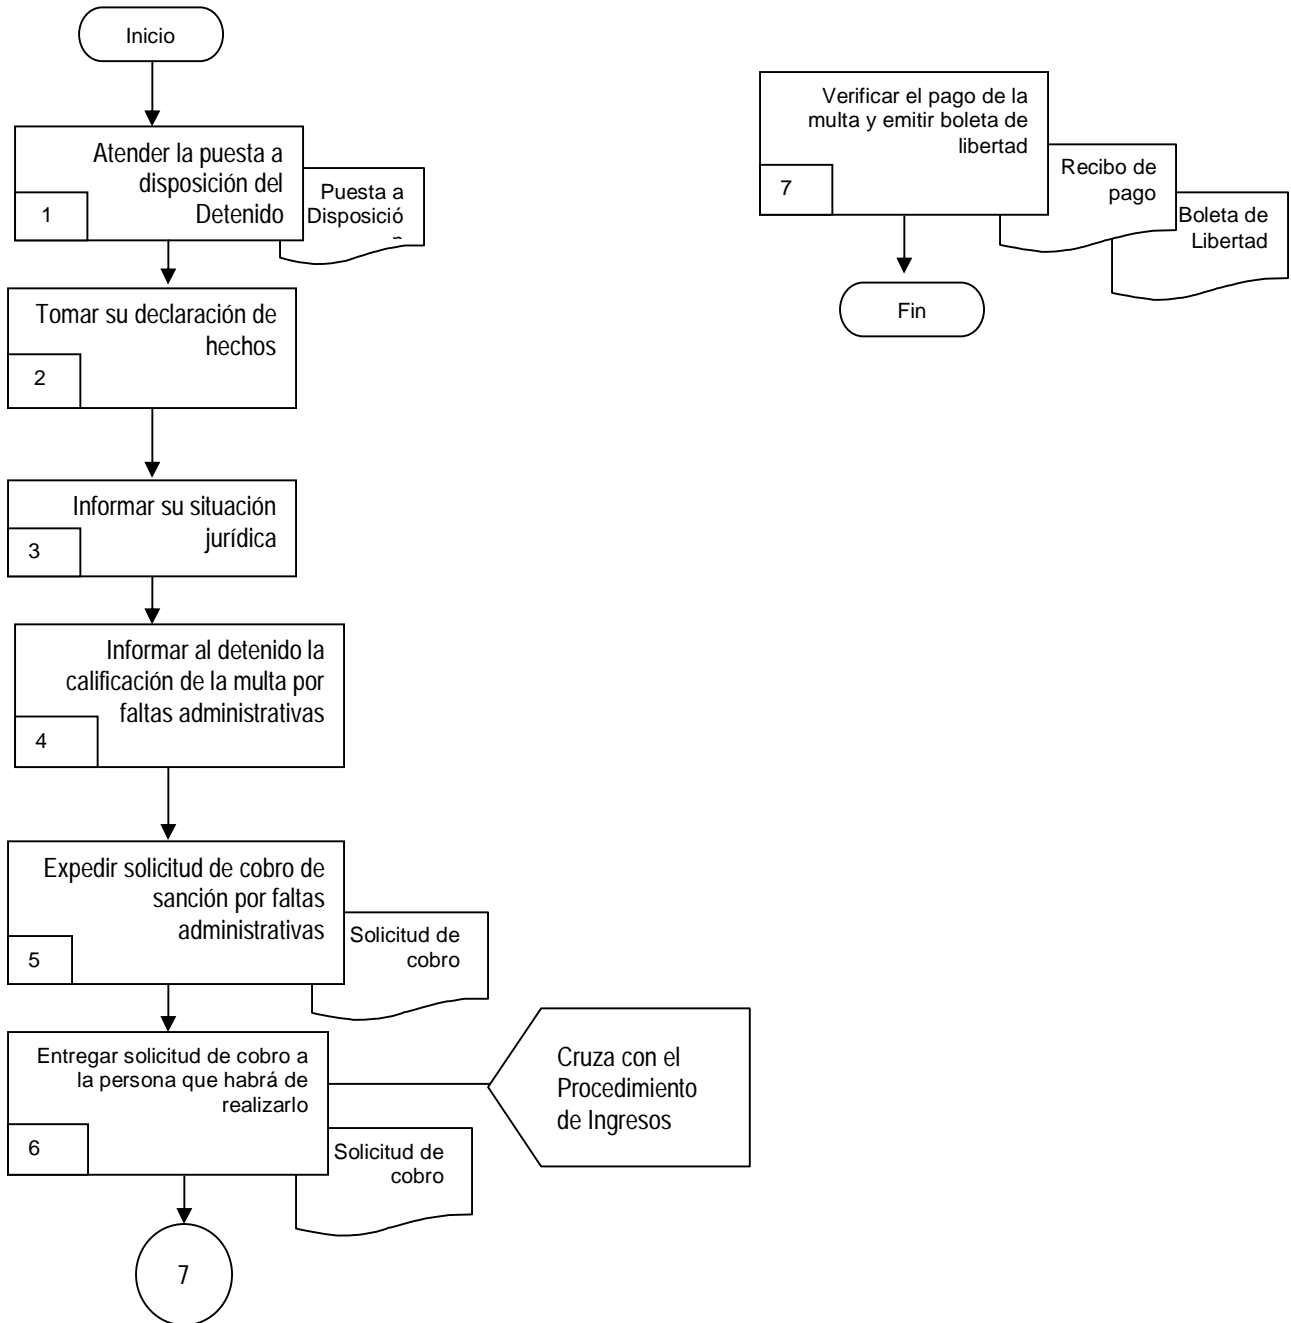 Inicio
Atender la puesta a
disposición del
Detenido
1
Puesta a
Disposició
Tomar su declaración de
hechos
2
Informar su situación
jurídica
3
Informar al detenido la
calificación de la multa por
faltas administrativas
4
Expedir solicitud de cobro de
sanción por faltas
administrativas
5
Solicitud de
cobro
Entregar solicitud de cobro a
la persona que habrá de
realizarlo
6
Solicitud de
cobro
Cruza con el
Procedimiento
de Ingresos
7
Verificar el pago de la
multa y emitir boleta de
libertad
7
Recibo de
pago
Boleta de
Libertad
Fin